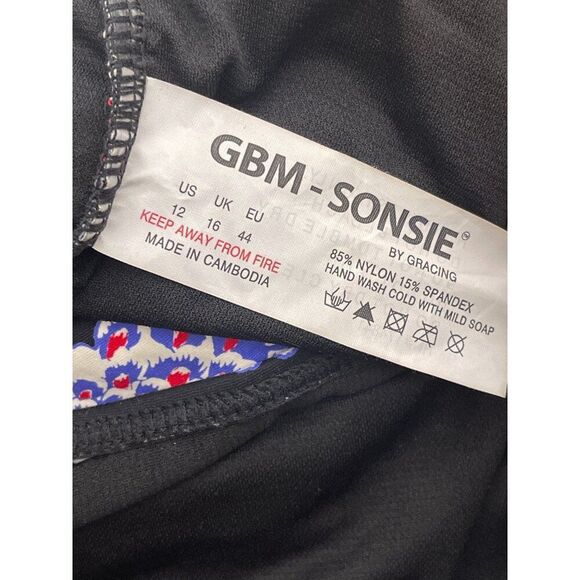 GBM - SONSIE®
BY GRACING
US UK EU
12 16 44
KEEP AWAY FROM FIRE
MADE IN CAMBODIA
85% NYLON 15% SPANDEX
HAND WASH COLD WITH MILD SOAP